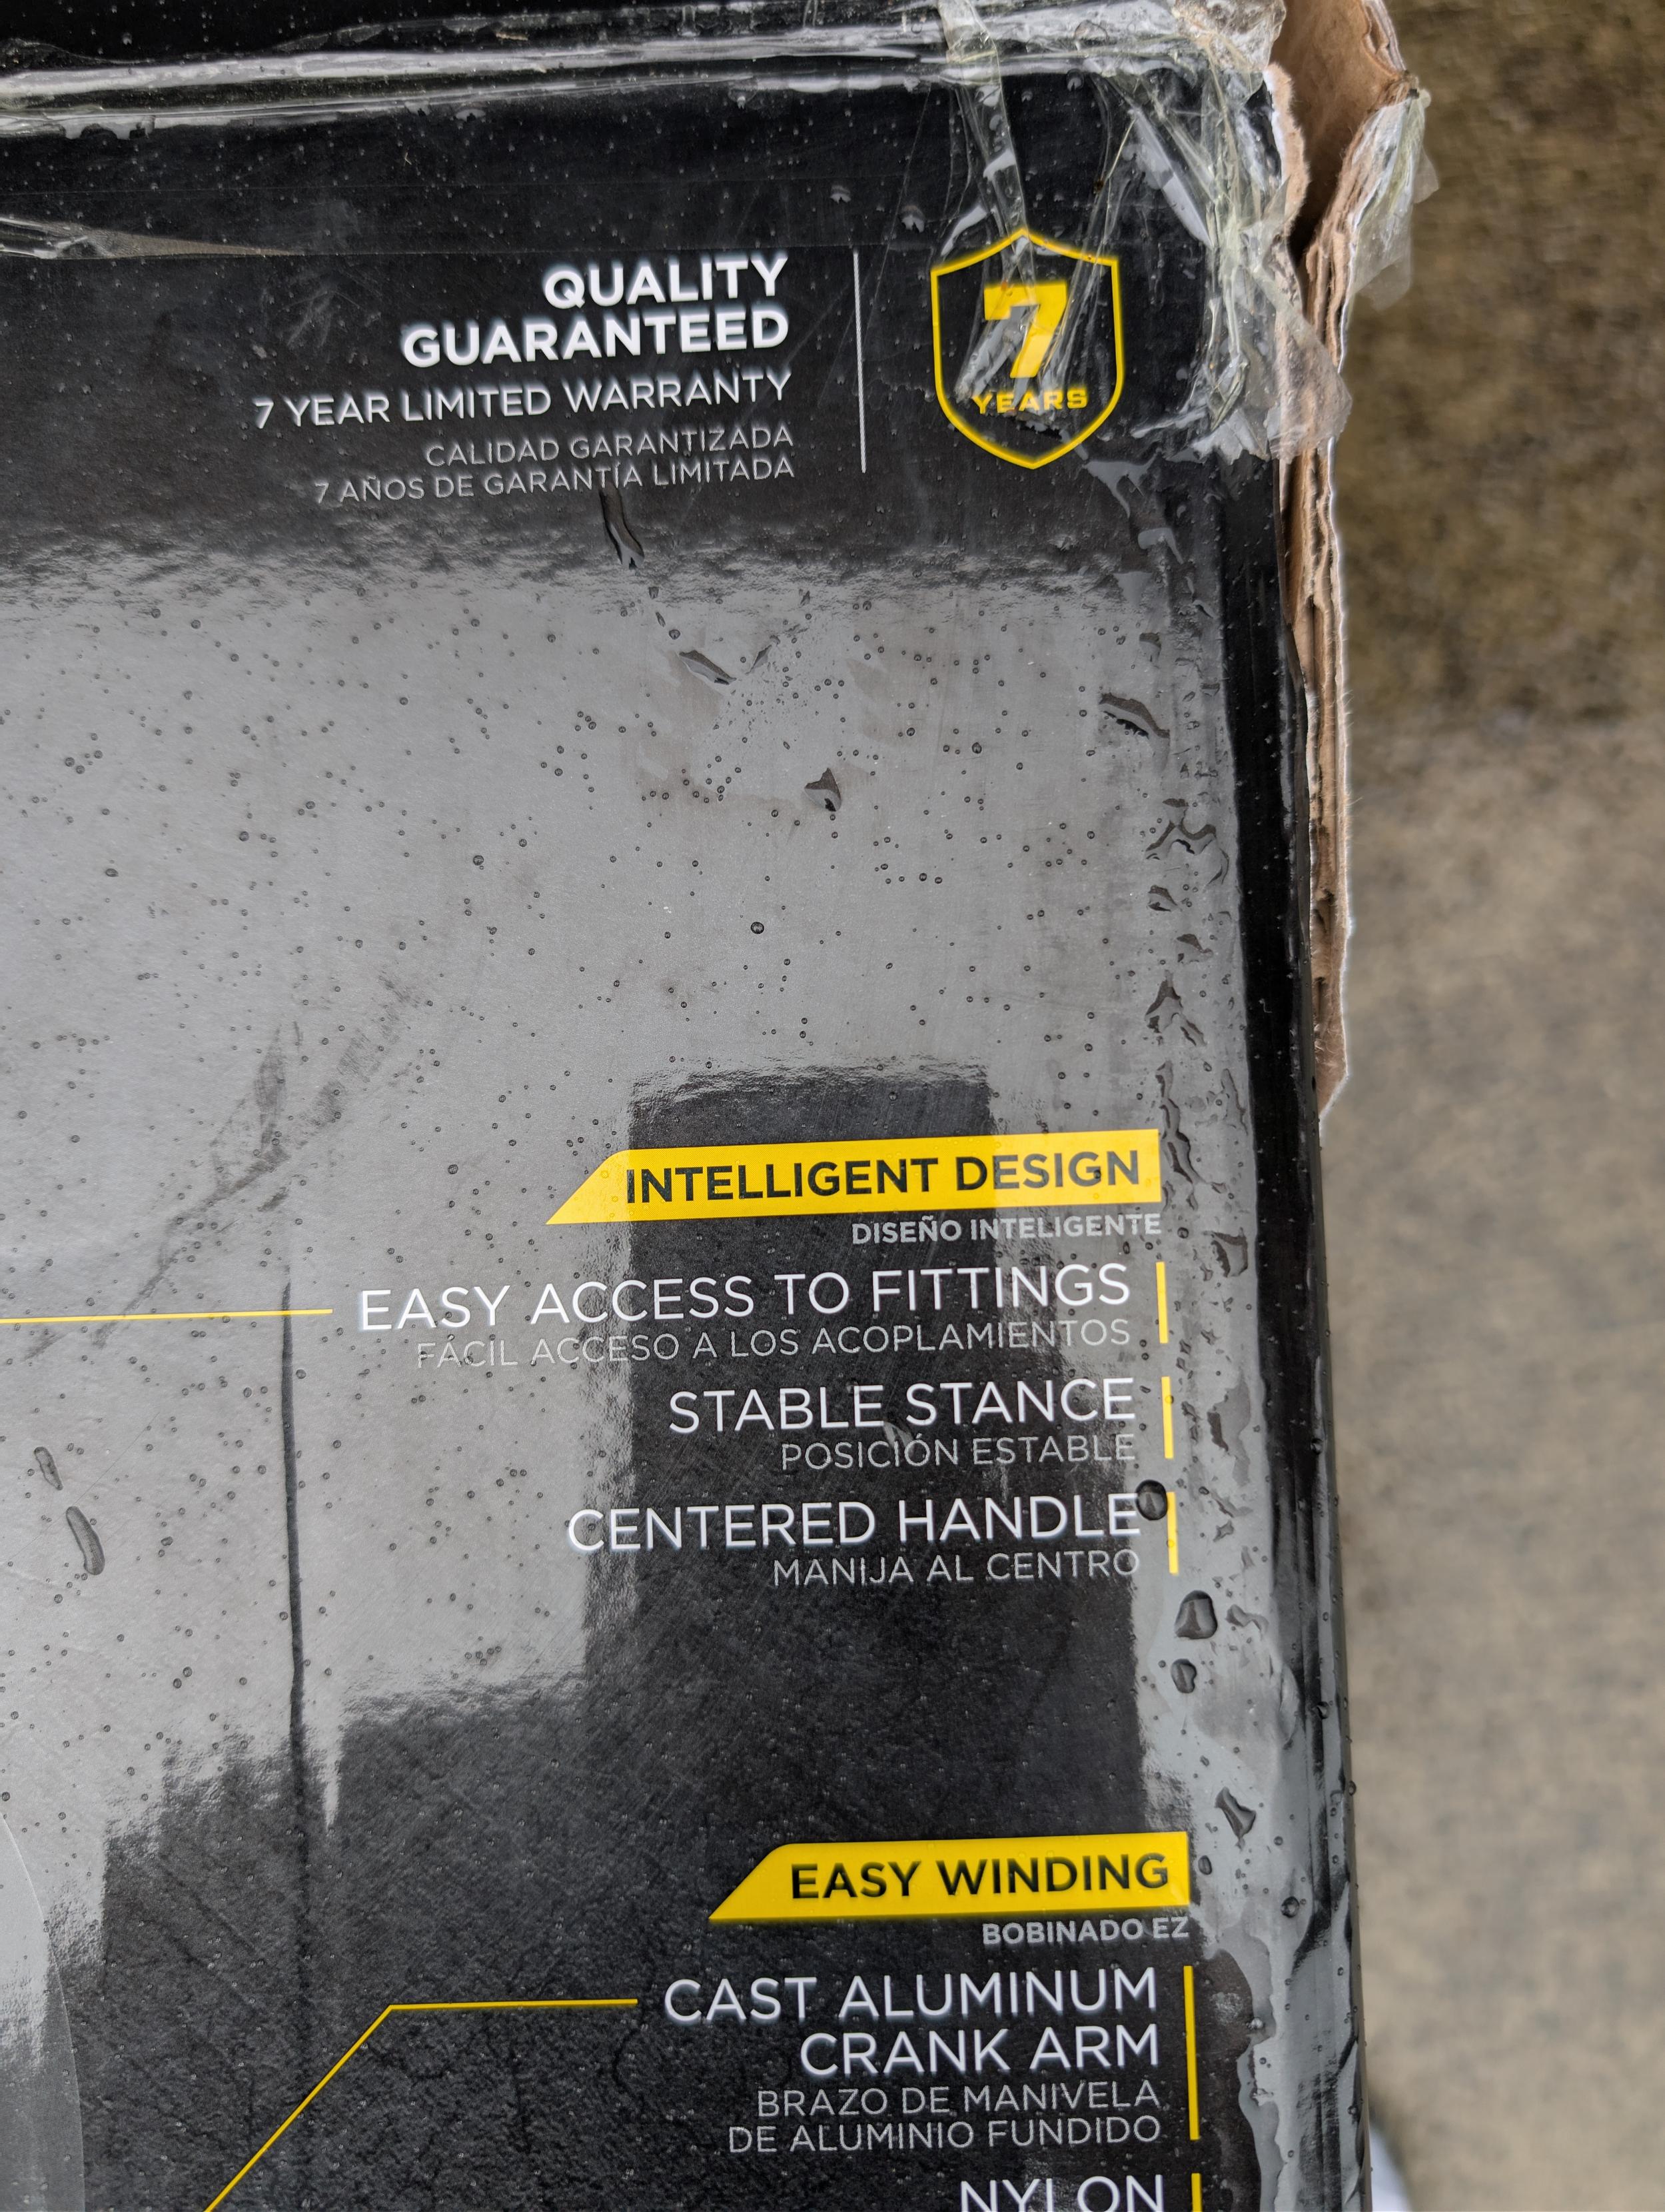 QUALITY
GUARANTEED
7 YEAR LIMITED WARRANTY
CALIDAD GARANTIZADA
7 AÑOS DE GARANTÍA LIMITADA
7
YEARS
INTELLIGENT DESIGN
DISEÑO INTELIGENTE
EASY ACCESS TO FITTINGS
FÁCIL ACCESO A LOS ACOPLAMIENTOS
STABLE STANCE
POSICIÓN ESTABLE
CENTERED HANDLE
MANIJA AL CENTRO
EASY WINDING
BOBINADO EZ
CAST ALUMINUM
CRANK ARM
BRAZO DE MANIVELA
DE ALUMINIO FUNDIDO
NYLON